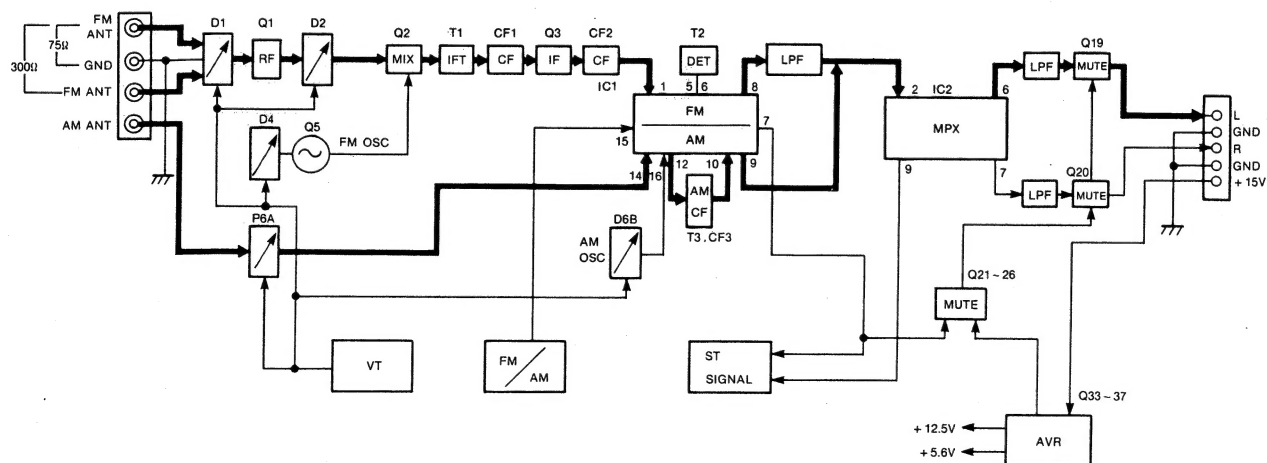 FM ANT
75Ω
300Ω
GND
FM ANT
AM ANT
D1
Q1
RF
D2
Q2
MIX
T1
IFT
CF1
CF
Q3
IF
CF2
CF
IC1
T2
DET
LPF
1
5
6
8
FM
AM
15
7
14
16
12
10
9
AM CF
T3.CF3
D4
Q5
FM OSC
P6A
D6B
AM OSC
VT
FM/AM
ST SIGNAL
2
IC2
6
MPX
9
7
LPF
Q19
MUTE
LPF
Q20
MUTE
L
GND
R
GND
+ 15V
Q21~26
MUTE
Q33~37
AVR
+ 12.5V
+ 5.6V